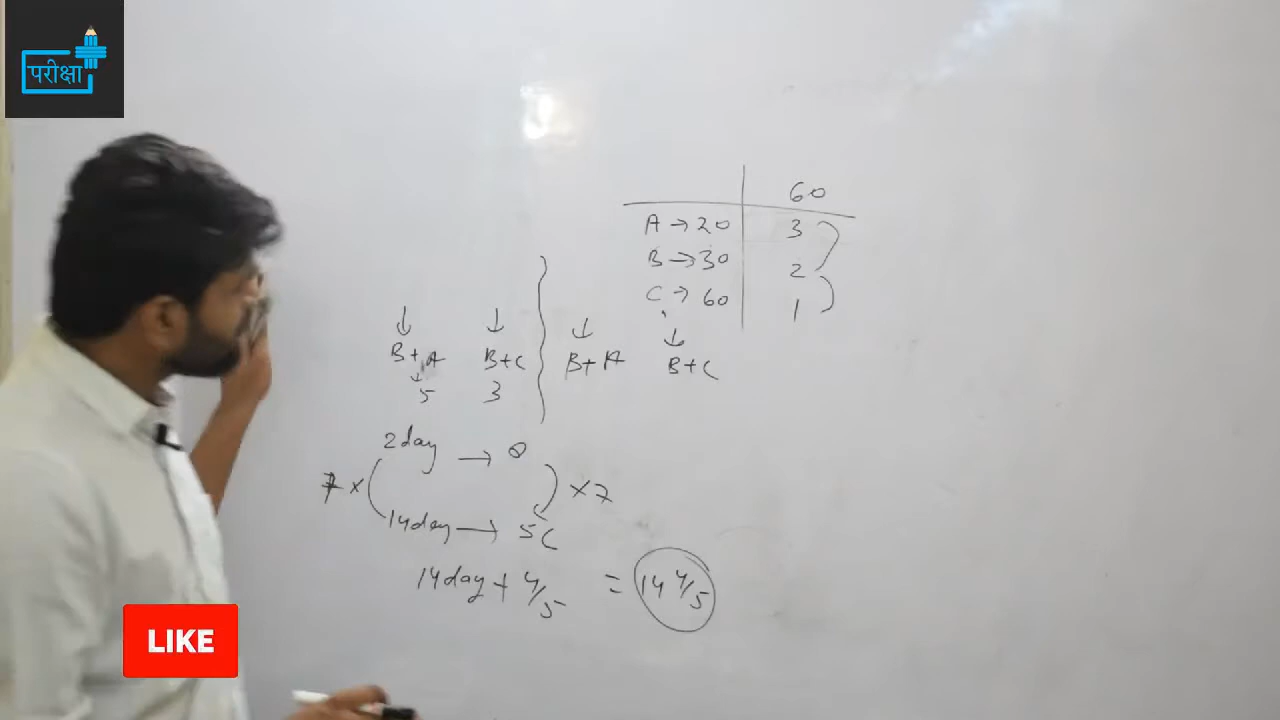 परीक्षा
60
A → 20 3
B → 30 2
C → 60 1
B+A B+C B+A B+C
5 3
2day → 8
7 × × 7
14day → 56
14day + 4/5 = 14 4/5
LIKE